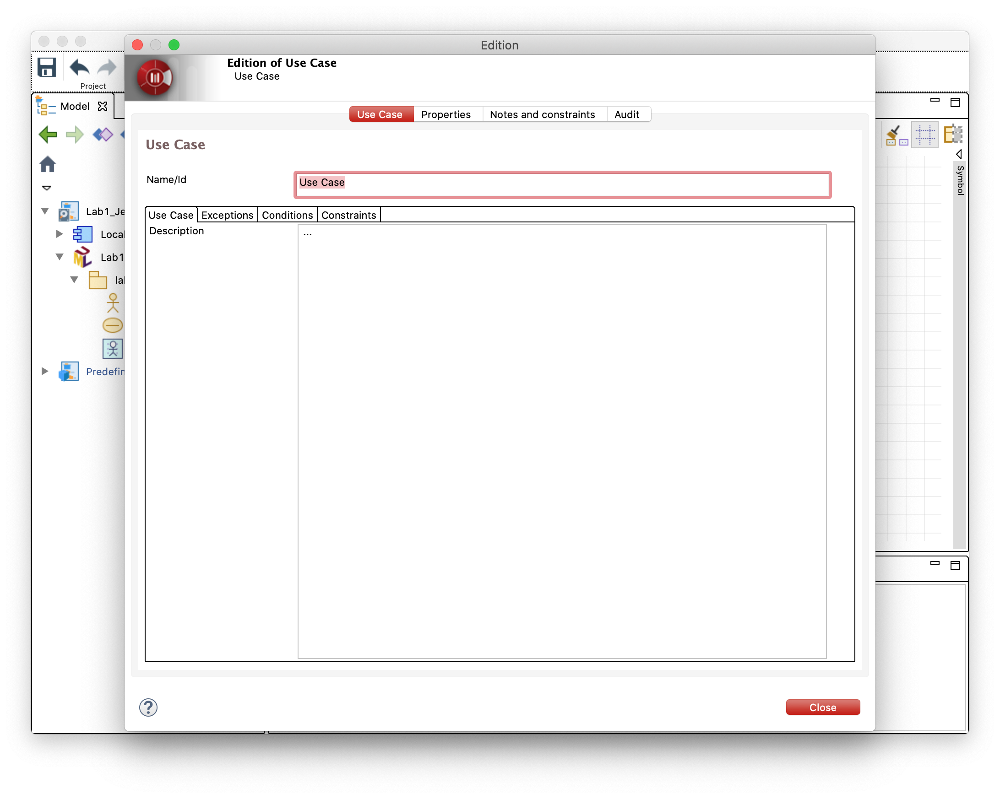 Edition
Edition of Use Case
Use Case
Project
Model
Use Case Properties Notes and constraints Audit
Use Case
Name/Id Use Case
Use Case Exceptions Conditions Constraints
Description ...
Symbol
Lab1_Je
Local
Lab1
lal
Predefin
? Close